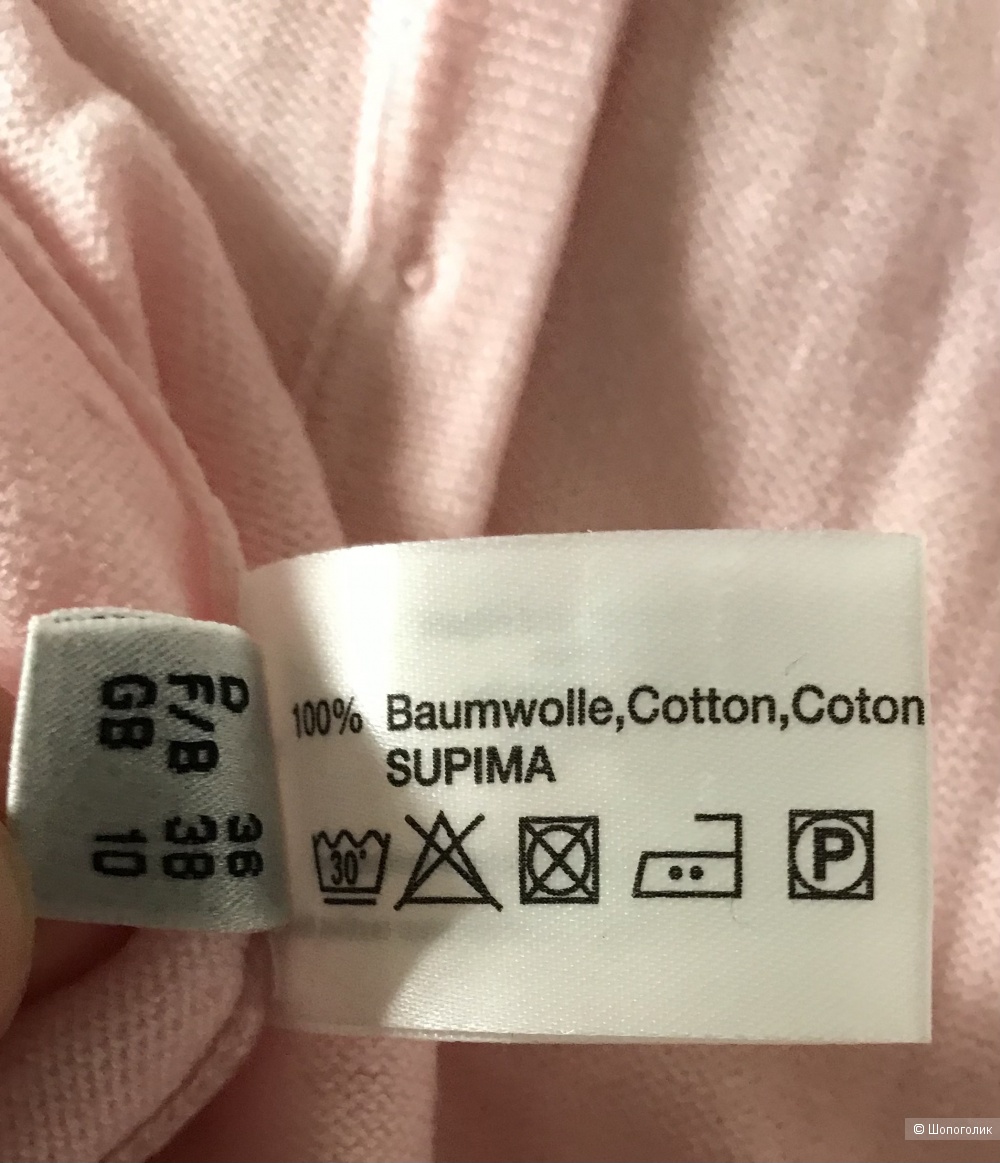 D 36
F/B 38
GB 10
100% Baumwolle,Cotton,Coton
SUPIMA
30°
P
© Шопоголик